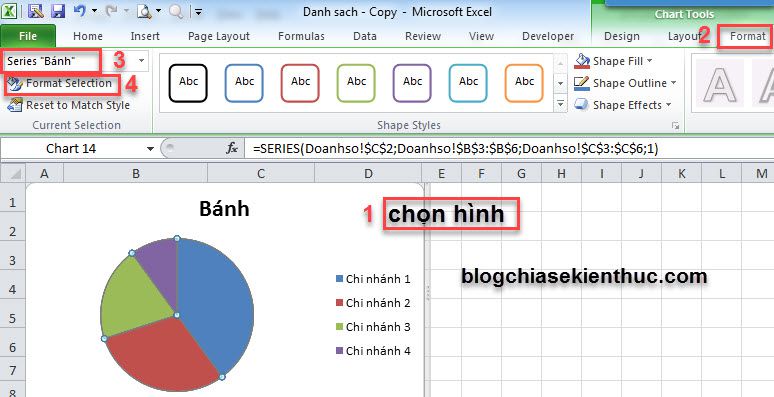 Danh sach - Copy - Microsoft Excel
Chart Tools
File Home Insert Page Layout Formulas Data Review View Developer Design Layout 2 Format
Series "Bánh" 3
Format Selection 4
Reset to Match Style
Current Selection
Abc Abc Abc Abc Abc Abc
Shape Fill
Shape Outline
Shape Effects
Shape Styles
A A
Chart 14 fx =SERIES(Doanhso!$C$2;Doanhso!$B$3:$B$6;Doanhso!$C$3:$C$6;1)
A B C D E F G H I J K L M
1
2
3
4
5
6
7
8
Bánh
1 chọn hình
blogchiasekienthuc.com
Chi nhánh 1
Chi nhánh 2
Chi nhánh 3
Chi nhánh 4